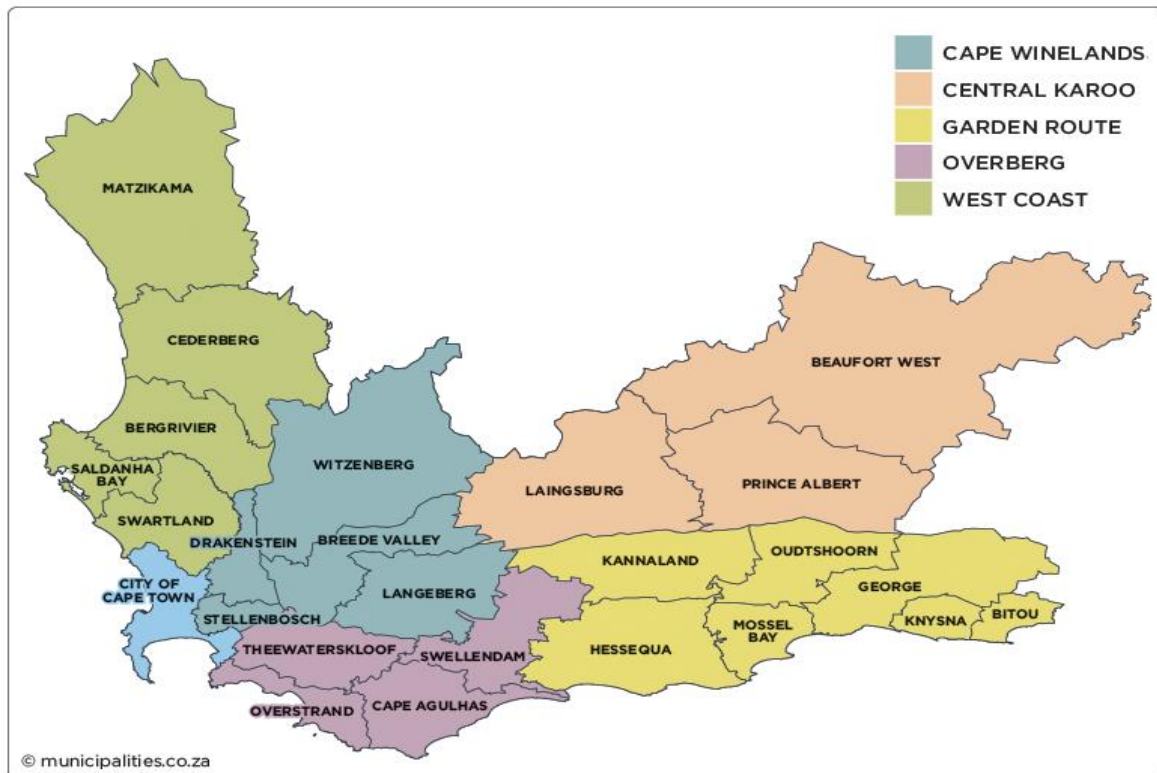 CAPE WINELANDS
CENTRAL KAROO
GARDEN ROUTE
OVERBERG
WEST COAST
MATZIKAMA
CEDERBERG
BEAUFORT WEST
BERGRIVIER
WITZENBERG
SALDANHA
BAY
LAINGSBURG
PRINCE ALBERT
SWARTLAND
DRAKENSTEIN
BREEDE VALLEY
KANNALAND
OUDTSHOORN
CITY OF
CAPE TOWN
LANGEBERG
GEORGE
STELLENBOSCH
MOSSEL
BAY
KNYSNA
BITOU
THEEWATERSKLOOF
SWELLENDAM
HESSEQUA
OVERSTRAND
CAPE AGULHAS
© municipalities.co.za